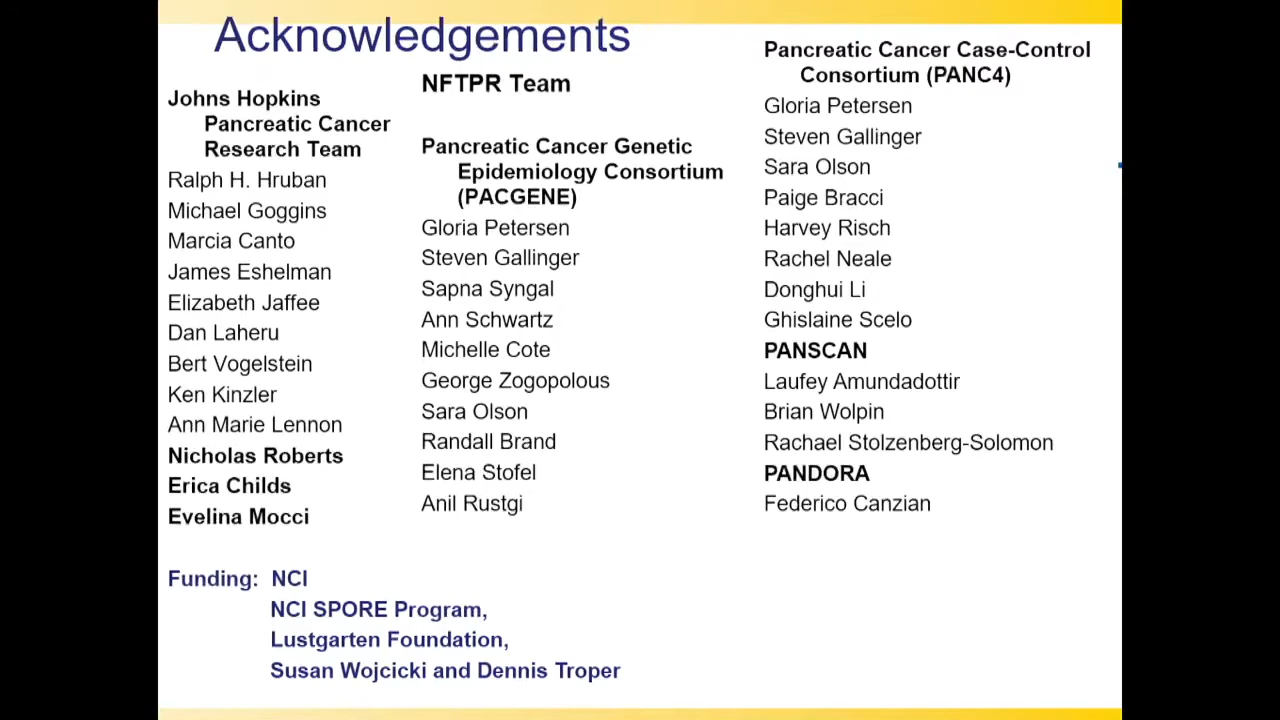 Acknowledgements
Johns Hopkins
Pancreatic Cancer
Research Team
Ralph H. Hruban
Michael Goggins
Marcia Canto
James Eshelman
Elizabeth Jaffee
Dan Laheru
Bert Vogelstein
Ken Kinzler
Ann Marie Lennon
Nicholas Roberts
Erica Childs
Evelina Mocci
NFTPR Team
Pancreatic Cancer Genetic
Epidemiology Consortium
(PACGENE)
Gloria Petersen
Steven Gallinger
Sapna Syngal
Ann Schwartz
Michelle Cote
George Zogopolous
Sara Olson
Randall Brand
Elena Stofel
Anil Rustgi
Pancreatic Cancer Case-Control
Consortium (PANC4)
Gloria Petersen
Steven Gallinger
Sara Olson
Paige Bracci
Harvey Risch
Rachel Neale
Donghui Li
Ghislaine Scelo
PANSCAN
Laufey Amundadottir
Brian Wolpin
Rachael Stolzenberg-Solomon
PANDORA
Federico Canzian
Funding: NCI
NCI SPORE Program,
Lustgarten Foundation,
Susan Wojcicki and Dennis Troper